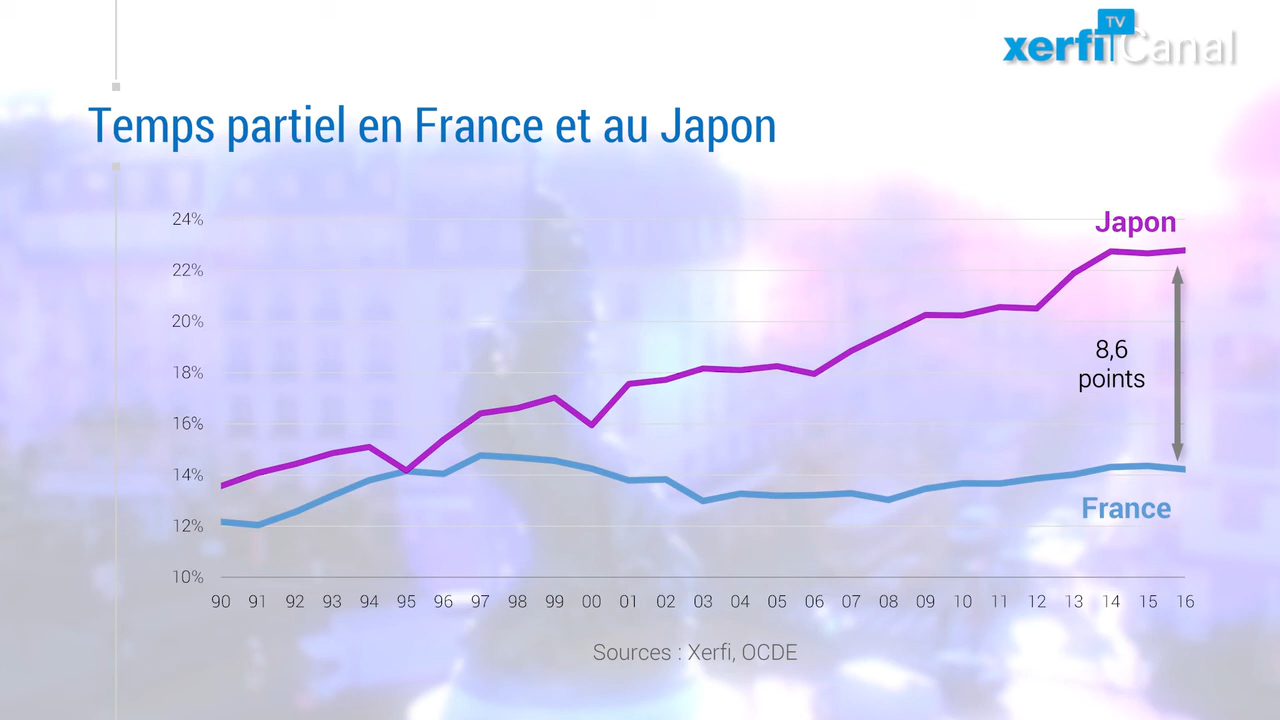 TV
xerfi Canal
Temps partiel en France et au Japon
24%
22%
20%
18%
16%
14%
12%
10%
Japon
8,6
points
France
90 91 92 93 94 95 96 97 98 99 00 01 02 03 04 05 06 07 08 09 10 11 12 13 14 15 16
Sources : Xerfi, OCDE